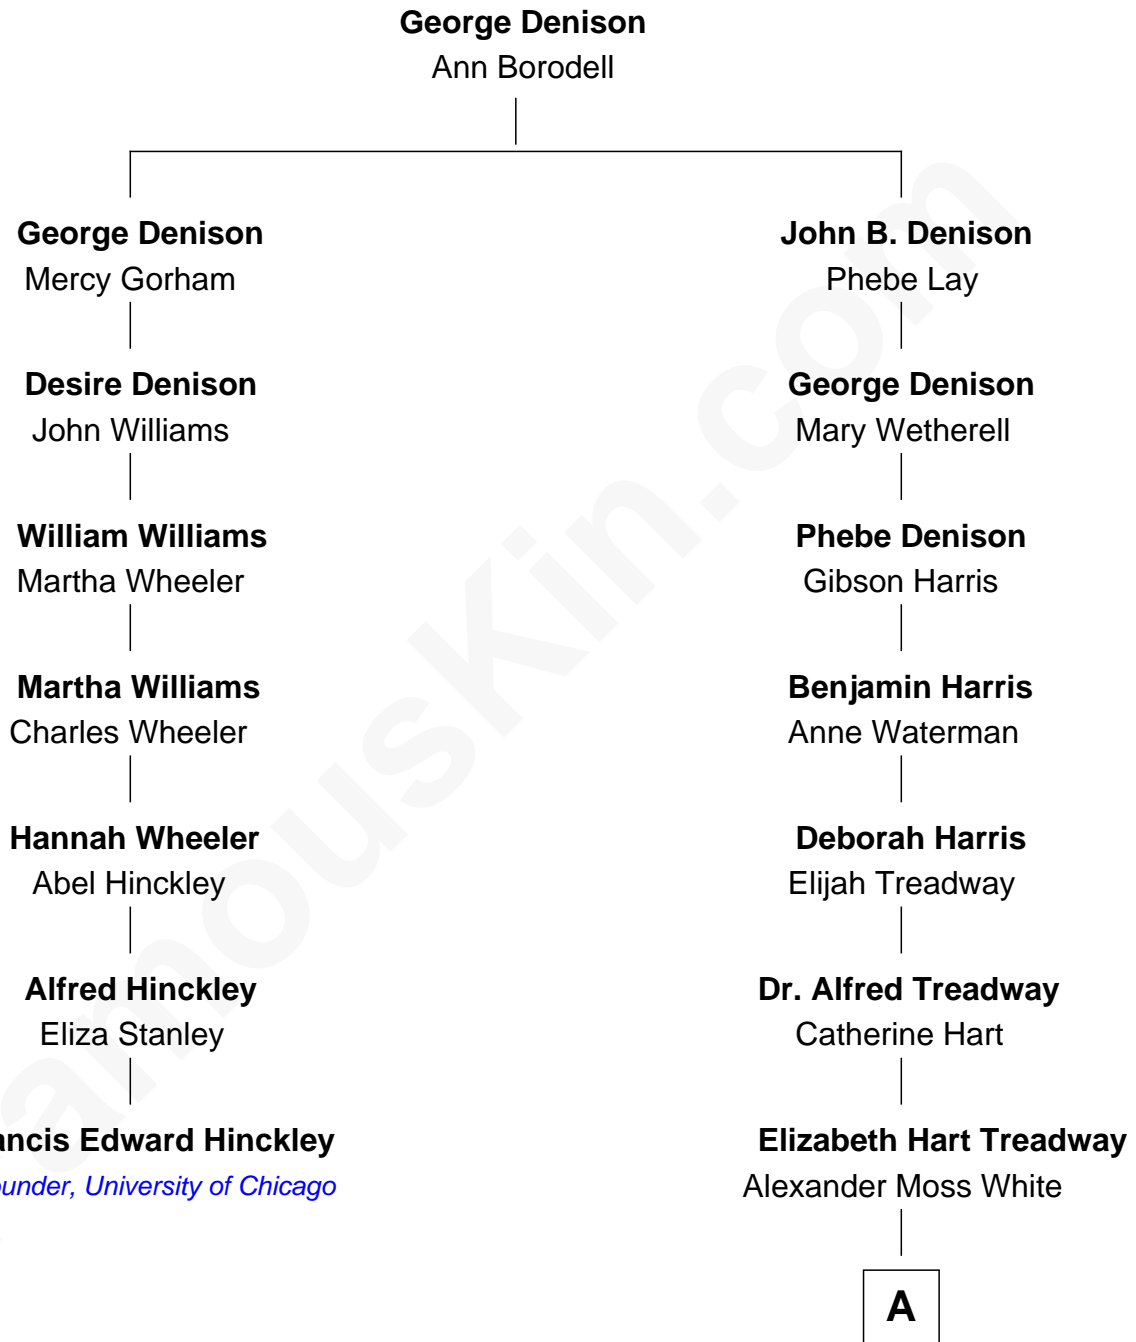 George Denison
Ann Borodell
George Denison
Mercy Gorham
John B. Denison
Phebe Lay
Desire Denison
John Williams
George Denison
Mary Wetherell
William Williams
Martha Wheeler
Phebe Denison
Gibson Harris
Martha Williams
Charles Wheeler
Benjamin Harris
Anne Waterman
Hannah Wheeler
Abel Hinckley
Deborah Harris
Elijah Treadway
Alfred Hinckley
Eliza Stanley
Dr. Alfred Treadway
Catherine Hart
ancis Edward Hinckley
ounder, University of Chicago
Elizabeth Hart Treadway
Alexander Moss White
A
amousKin.com